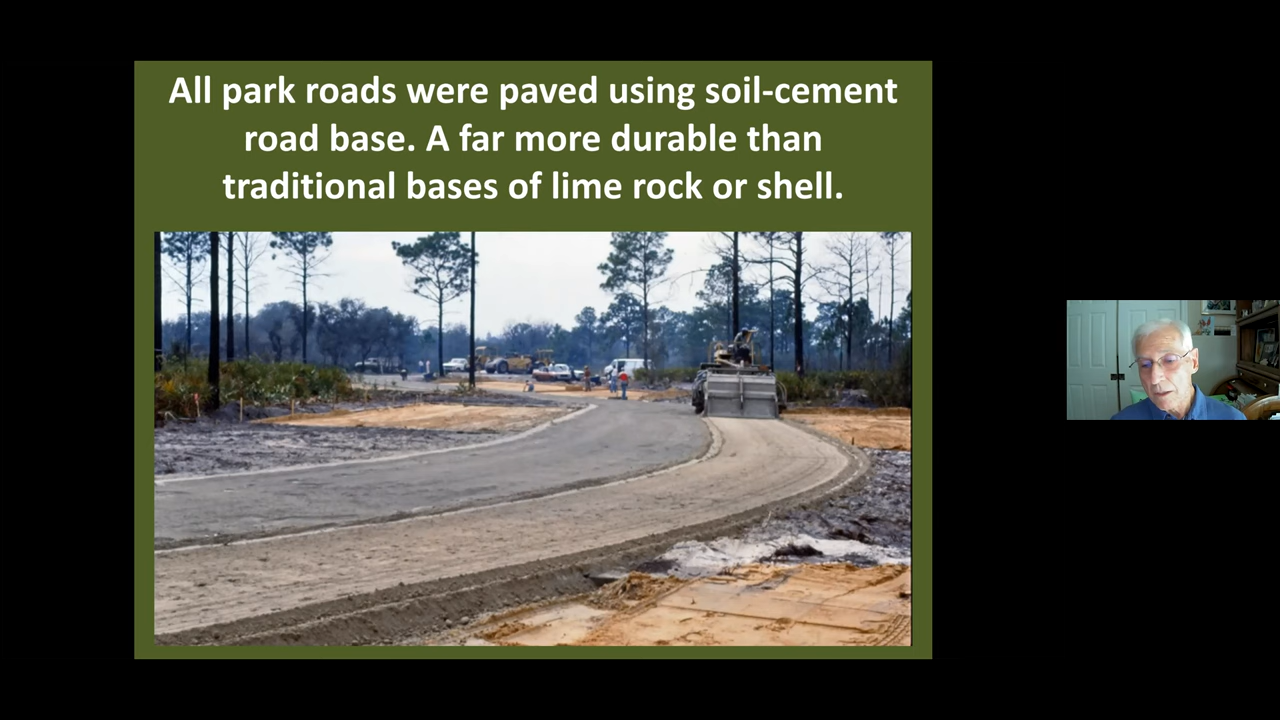 All park roads were paved using soil-cement
road base. A far more durable than
traditional bases of lime rock or shell.